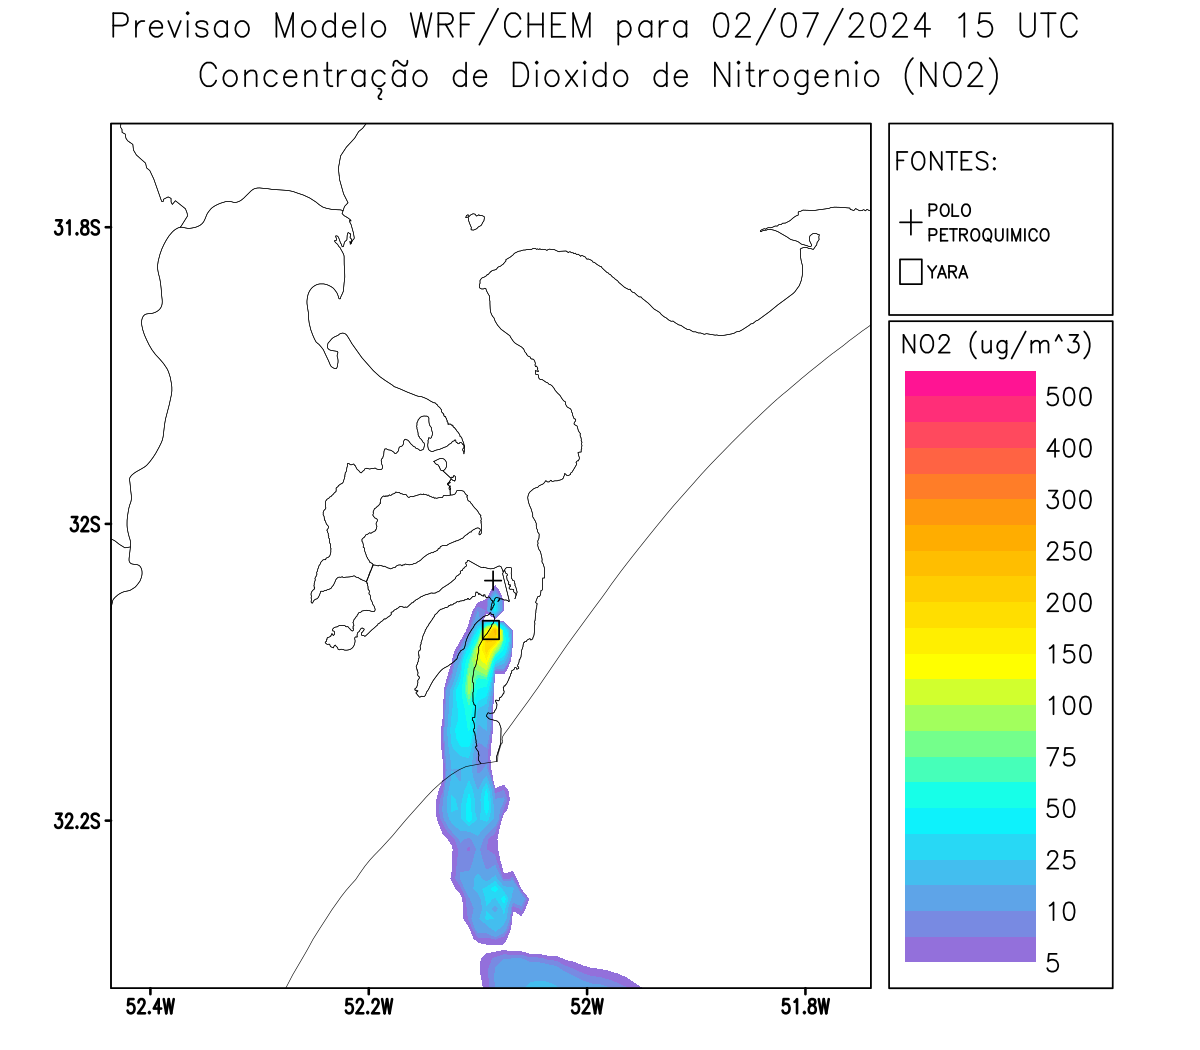 Previsao Modelo WRF/CHEM para 02/07/2024 15 UTC
Concentração de Dioxido de Nitrogenio (NO2)
FONTES:
POLO
PETROQUIMICO
YARA
NO2 (ug/m^3)
500
400
300
250
200
150
100
75
50
25
10
5
31.8S
32S
32.2S
52.4W
52.2W
52W
51.8W